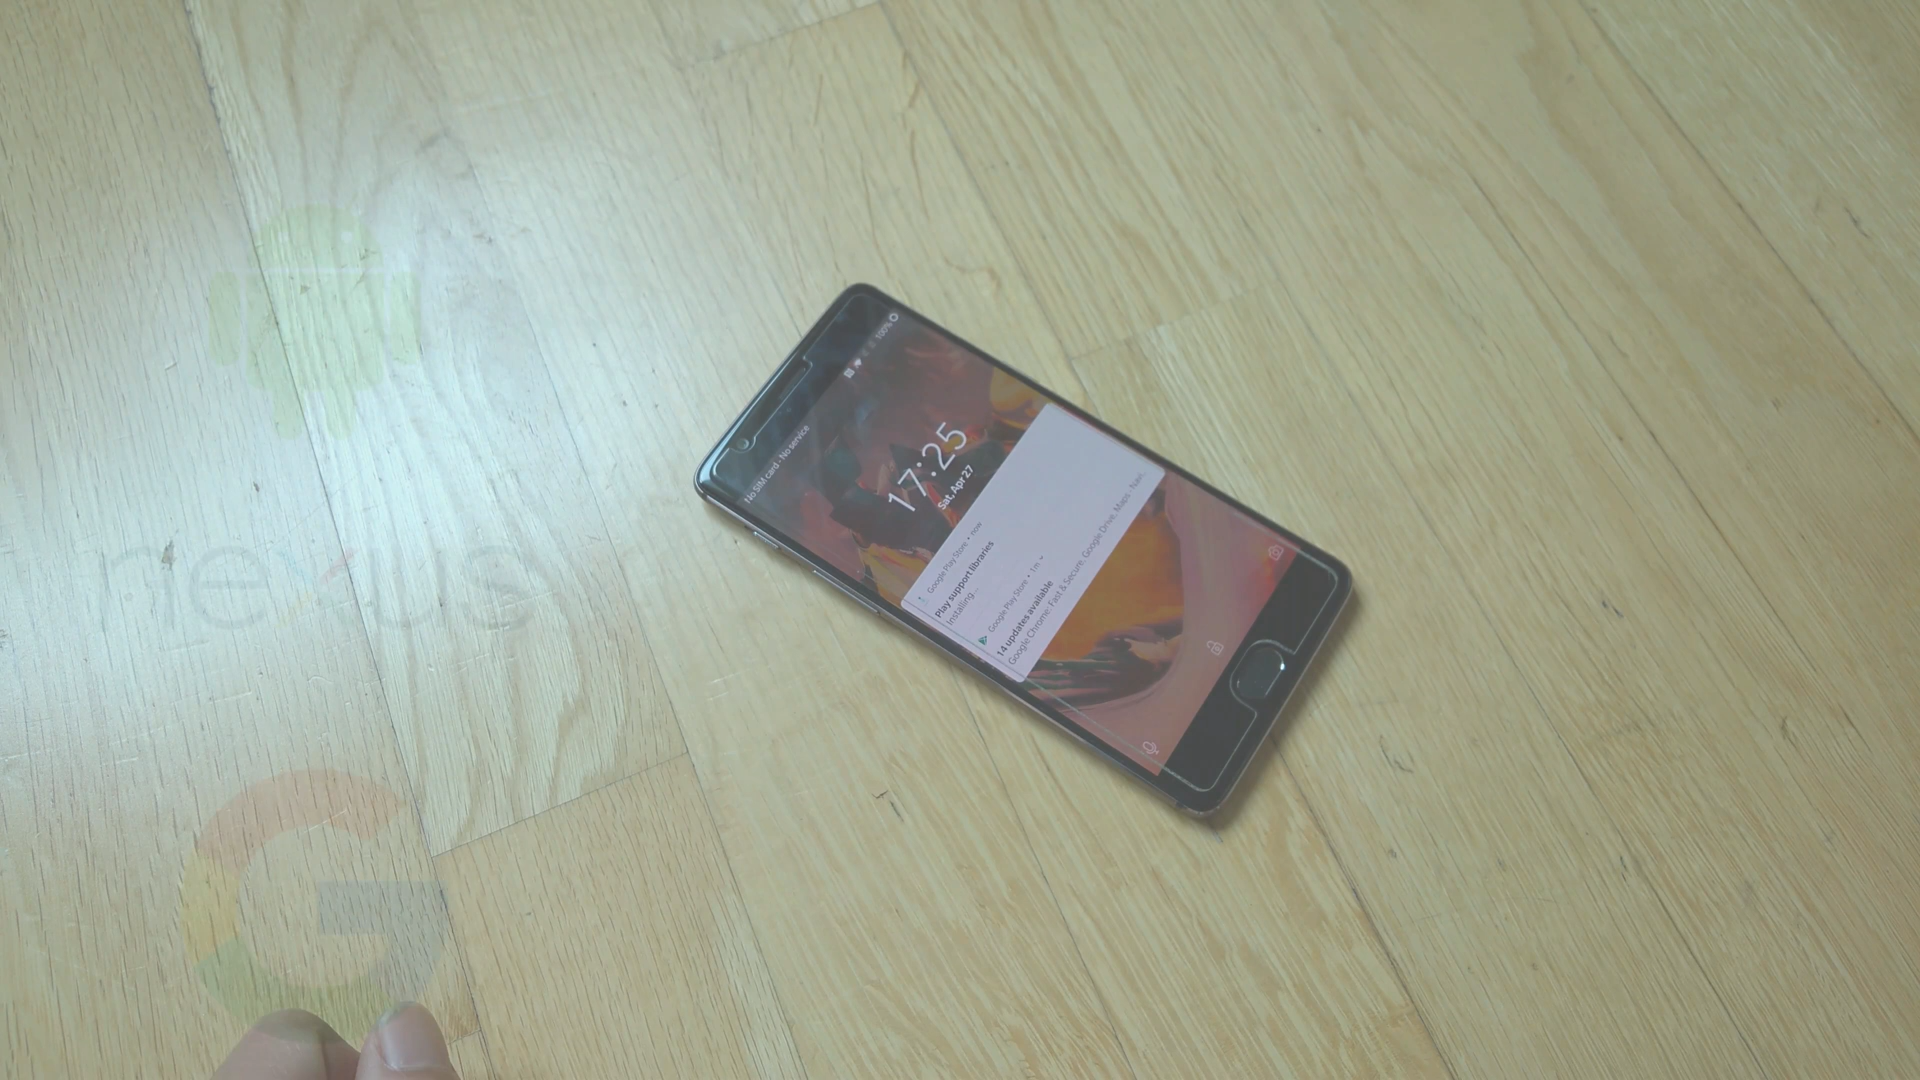 100%
No SIM card - No service
17:25
Sat, Apr 27
Google Play Store • now
Play support libraries
Installing...
Google Play Store • 1m
14 updates available
Google Chrome: Fast & Secure, Google Drive, Maps - Navi
nexus